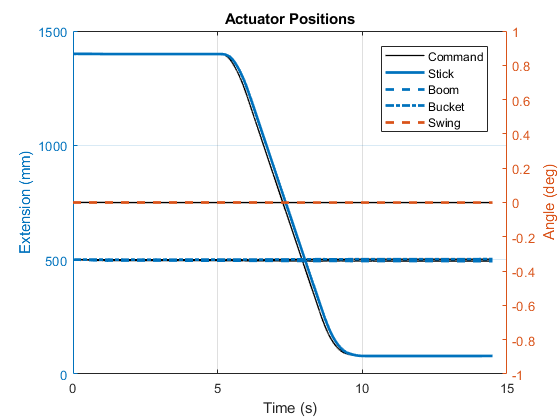 Actuator Positions
1500
1000
500
0
Extension (mm)
Command
Stick
Boom
Bucket
Swing
1
0.8
0.6
0.4
0.2
0
-0.2
-0.4
-0.6
-0.8
-1
Angle (deg)
0
5
10
15
Time (s)